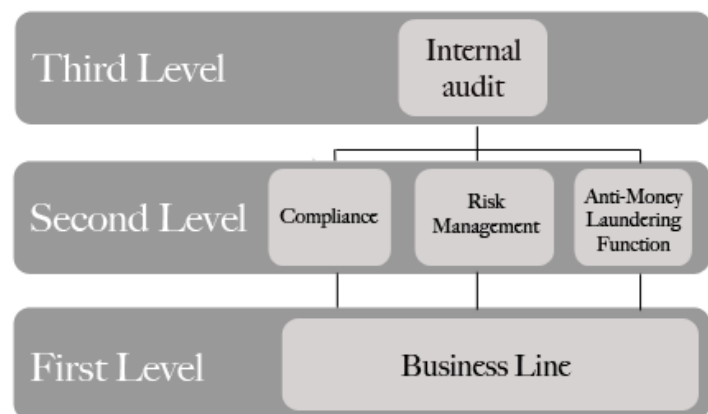 Third Level
Internal
audit
Second Level
Compliance
Risk
Management
Anti-Money
Laundering
Function
First Level
Business Line